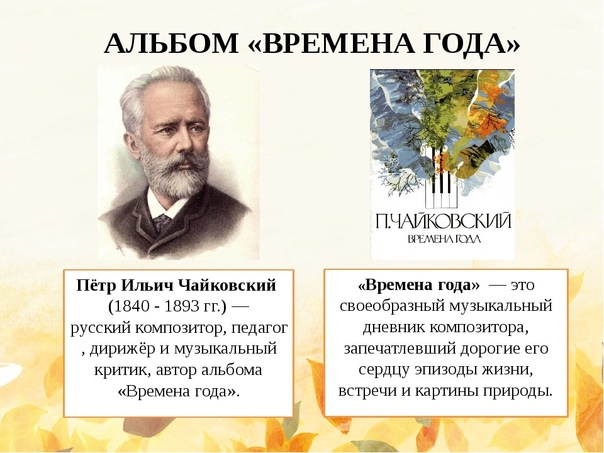 АЛЬБОМ «ВРЕМЕНА ГОДА»
П.ЧАЙКОВСКИЙ
ВРЕМЕНА ГОДА
Пётр Ильич Чайковский
(1840 - 1893 гг.) —
русский композитор, педагог
, дирижёр и музыкальный
критик, автор альбома
«Времена года».
«Времена года» — это
своеобразный музыкальный
дневник композитора,
запечатлевший дорогие его
сердцу эпизоды жизни,
встречи и картины природы.